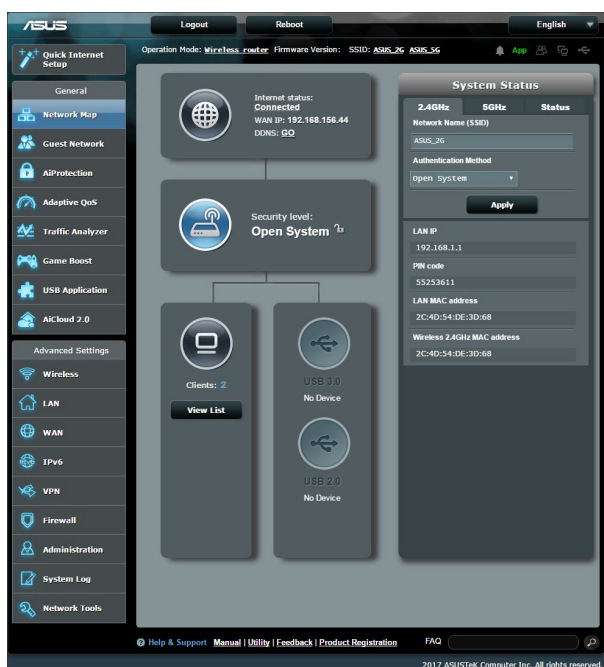 ASUS
Logout
Reboot
English
Quick Internet
Setup
Operation Mode: Wireless router Firmware Version: SSID: ASUS_2G ASUS_5G
App
General
Network Map
Guest Network
AiProtection
Adaptive QoS
Traffic Analyzer
Game Boost
USB Application
AiCloud 2.0
Advanced Settings
Wireless
LAN
WAN
IPv6
VPN
Firewall
Administration
System Log
Network Tools
Internet status:
Connected
WAN IP: 192.168.156.44
DDNS: GO
Security level:
Open System
Clients: 2
View List
USB 3.0
No Device
USB 2.0
No Device
System Status
2.4GHz 5GHz Status
Network Name (SSID)
ASUS_2G
Authentication Method
Open System
Apply
LAN IP
192.168.1.1
PIN code
55253611
LAN MAC address
2C:4D:54:DE:3D:68
Wireless 2.4GHz MAC address
2C:4D:54:DE:3D:68
Help & Support Manual | Utility | Feedback | Product Registration FAQ
2017 ASUSTeK Computer Inc. All rights reserved.